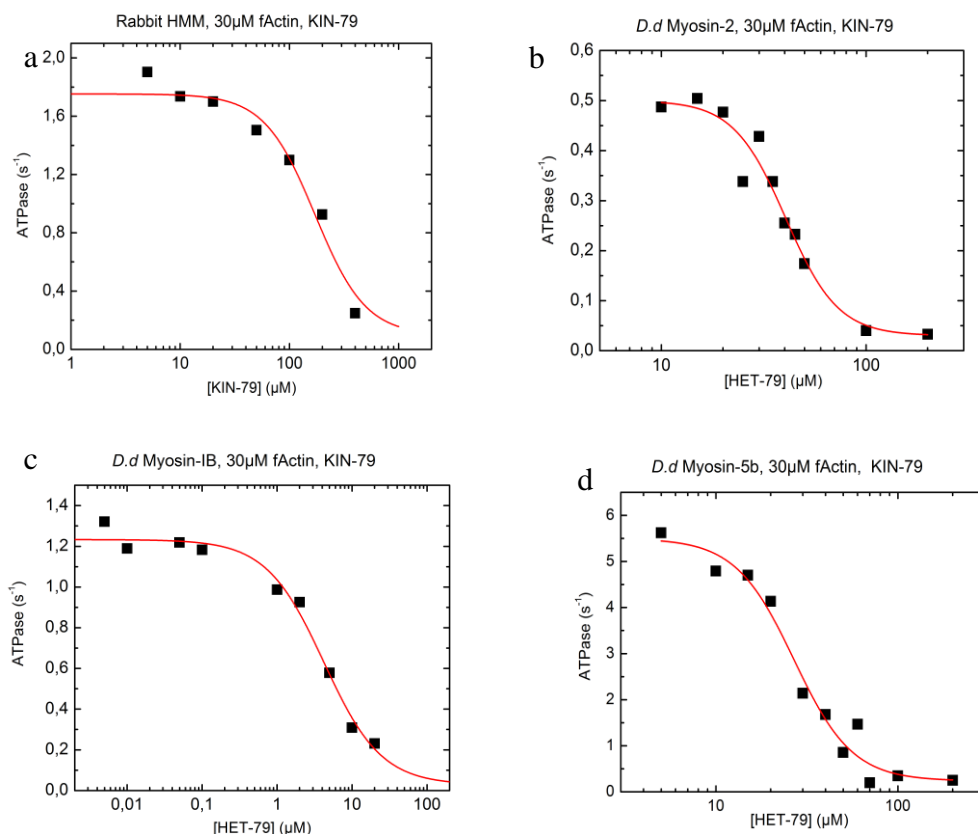 a
Rabbit HMM, 30µM fActin, KIN-79
2,0
1,6
1,2
0,8
0,4
0,0
ATPase (s⁻¹)
1
10
100
1000
[KIN-79] (µM)
b
D.d Myosin-2, 30µM fActin, KIN-79
0,6
0,5
0,4
0,3
0,2
0,1
0,0
ATPase (s⁻¹)
10
100
[HET-79] (µM)
c
D.d Myosin-IB, 30µM fActin, KIN-79
1,4
1,2
1,0
0,8
0,6
0,4
0,2
0,0
ATPase (s⁻¹)
0,01
0,1
1
10
100
[HET-79] (µM)
d
D.d Myosin-5b, 30µM fActin, KIN-79
6
5
4
3
2
1
0
ATPase (s⁻¹)
10
100
[HET-79] (µM)